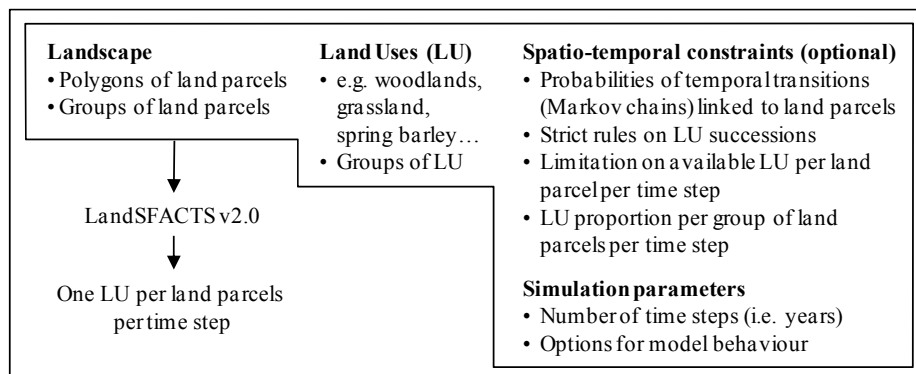 Landscape
• Polygons of land parcels
• Groups of land parcels
LandSFACTS v2.0
One LU per land parcels
per time step
Land Uses (LU)
• e.g. woodlands,
grassland,
spring barley…
• Groups of LU
Spatio-temporal constraints (optional)
• Probabilities of temporal transitions
(Markov chains) linked to land parcels
• Strict rules on LU successions
• Limitation on available LU per land
parcel per time step
• LU proportion per group of land
parcels per time step
Simulation parameters
• Number of time steps (i.e. years)
• Options for model behaviour